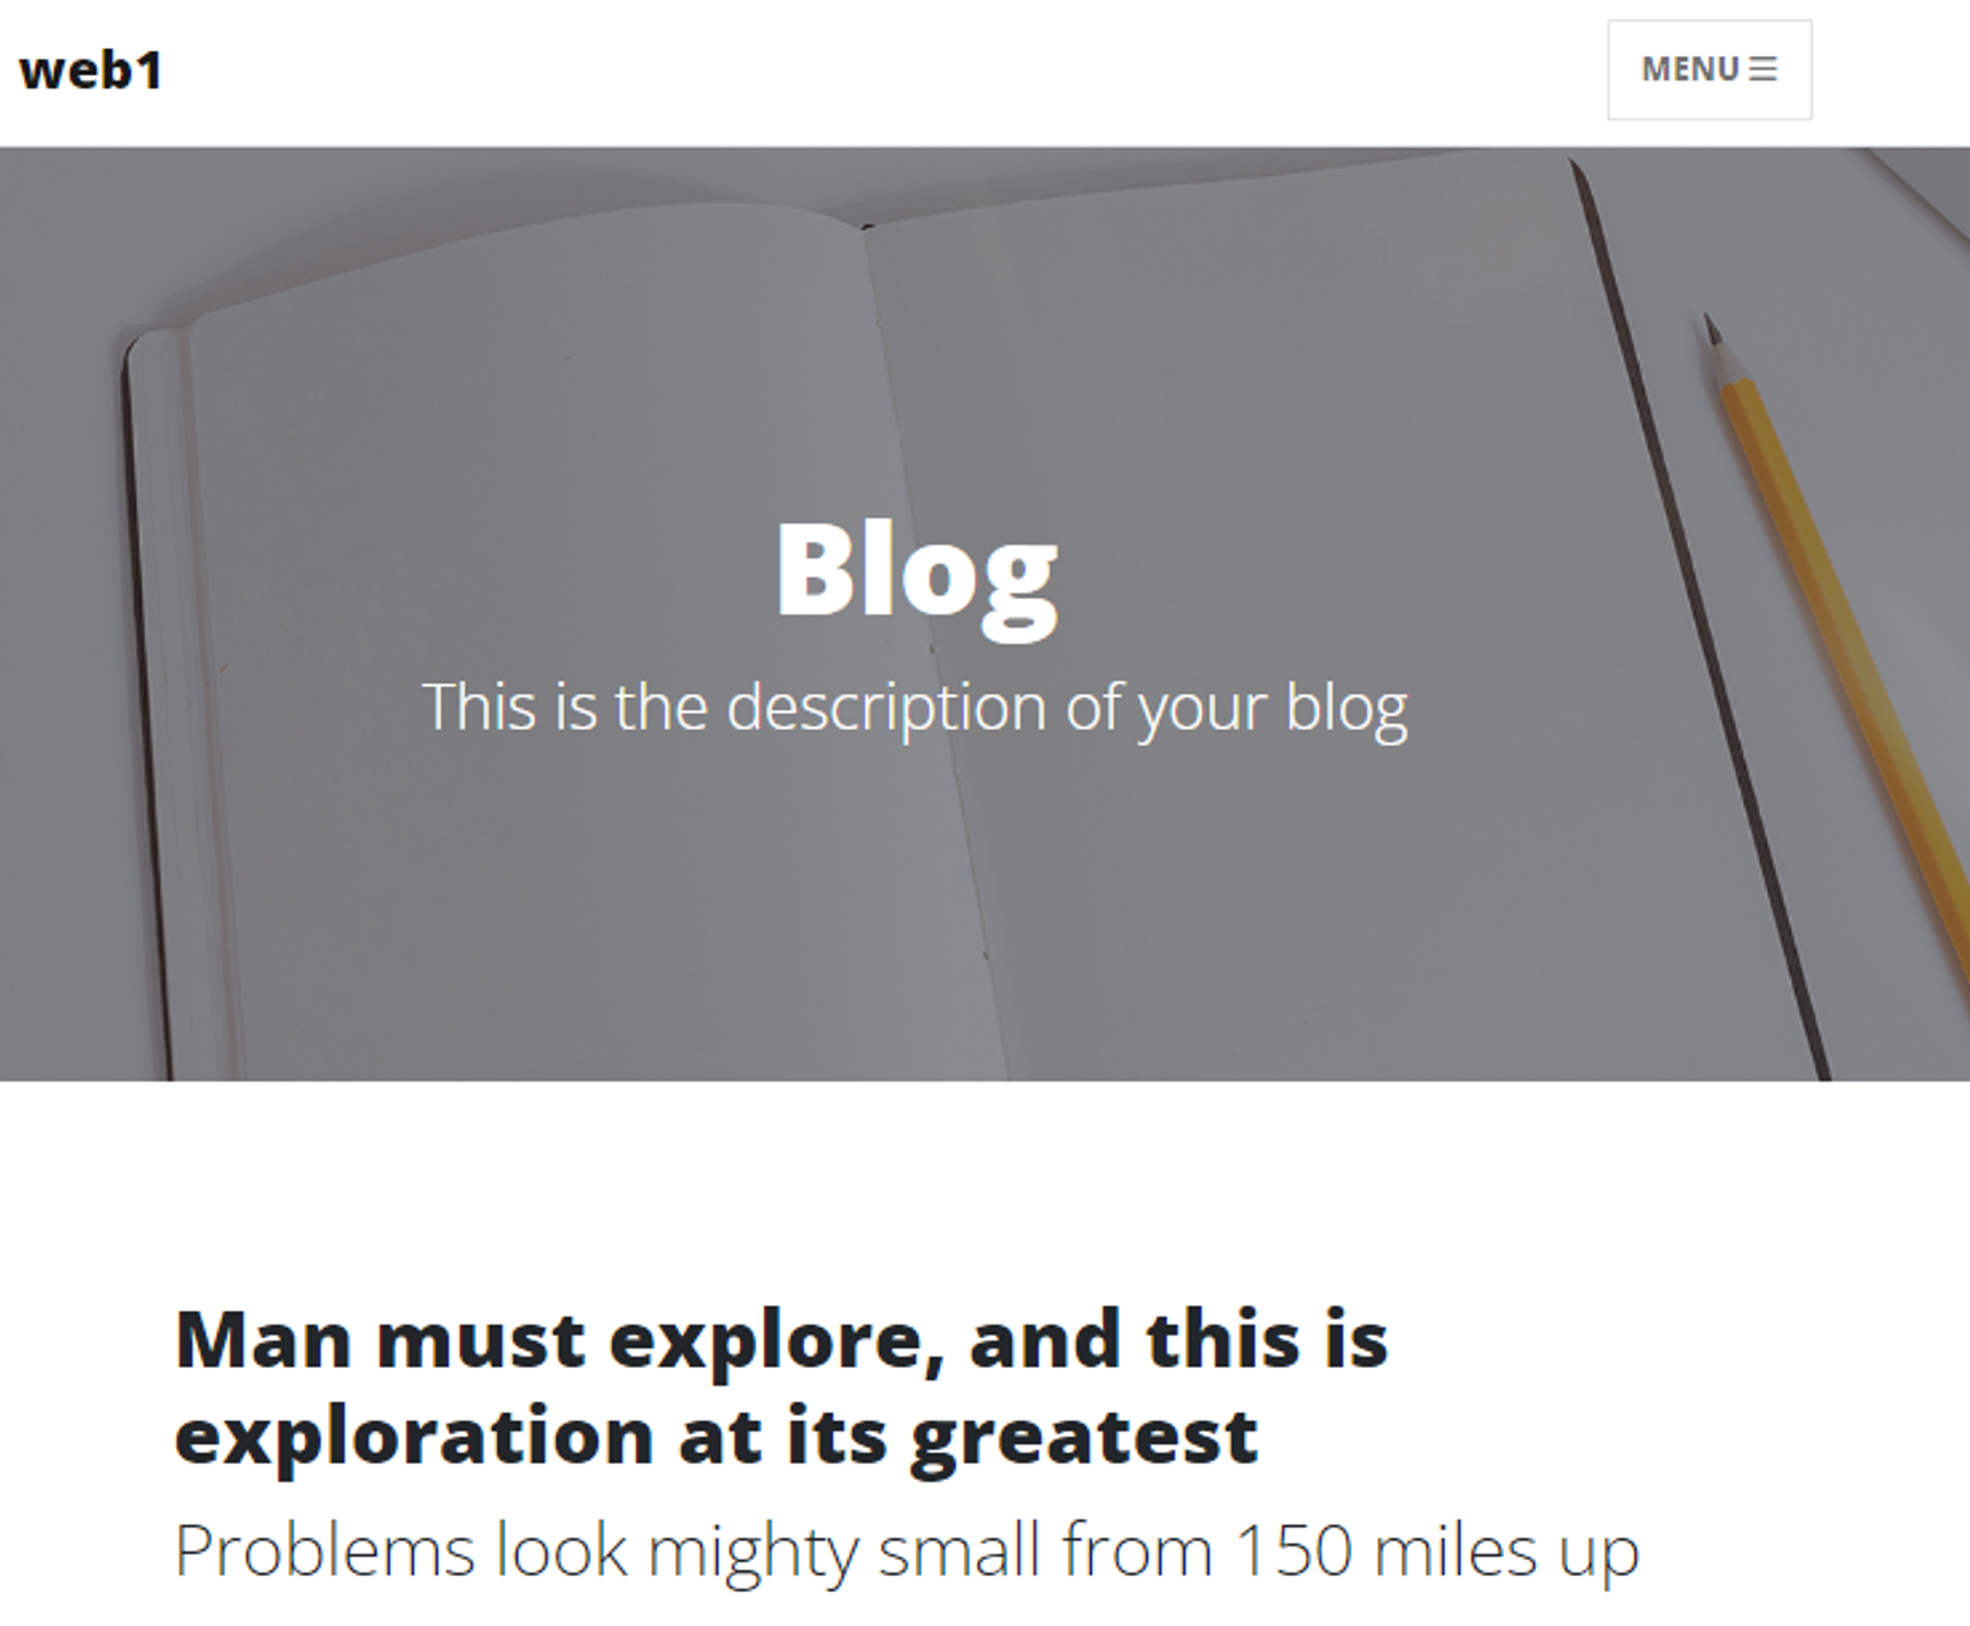 web1
MENU
Blog
This is the description of your blog
Man must explore, and this is
exploration at its greatest
Problems look mighty small from 150 miles up